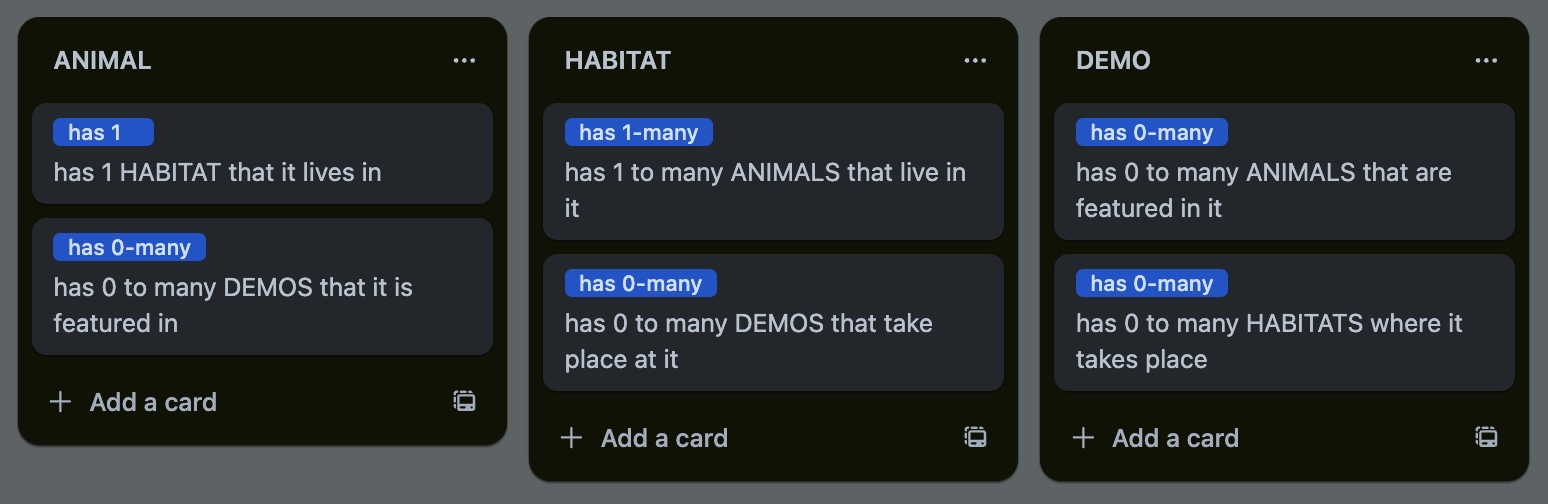 ANIMAL
has 1
has 1 HABITAT that it lives in
has 0-many
has 0 to many DEMOS that it is
featured in
Add a card
HABITAT
has 1-many
has 1 to many ANIMALS that live in
it
has 0-many
has 0 to many DEMOS that take
place at it
Add a card
DEMO
has 0-many
has 0 to many ANIMALS that are
featured in it
has 0-many
has 0 to many HABITATS where it
takes place
Add a card